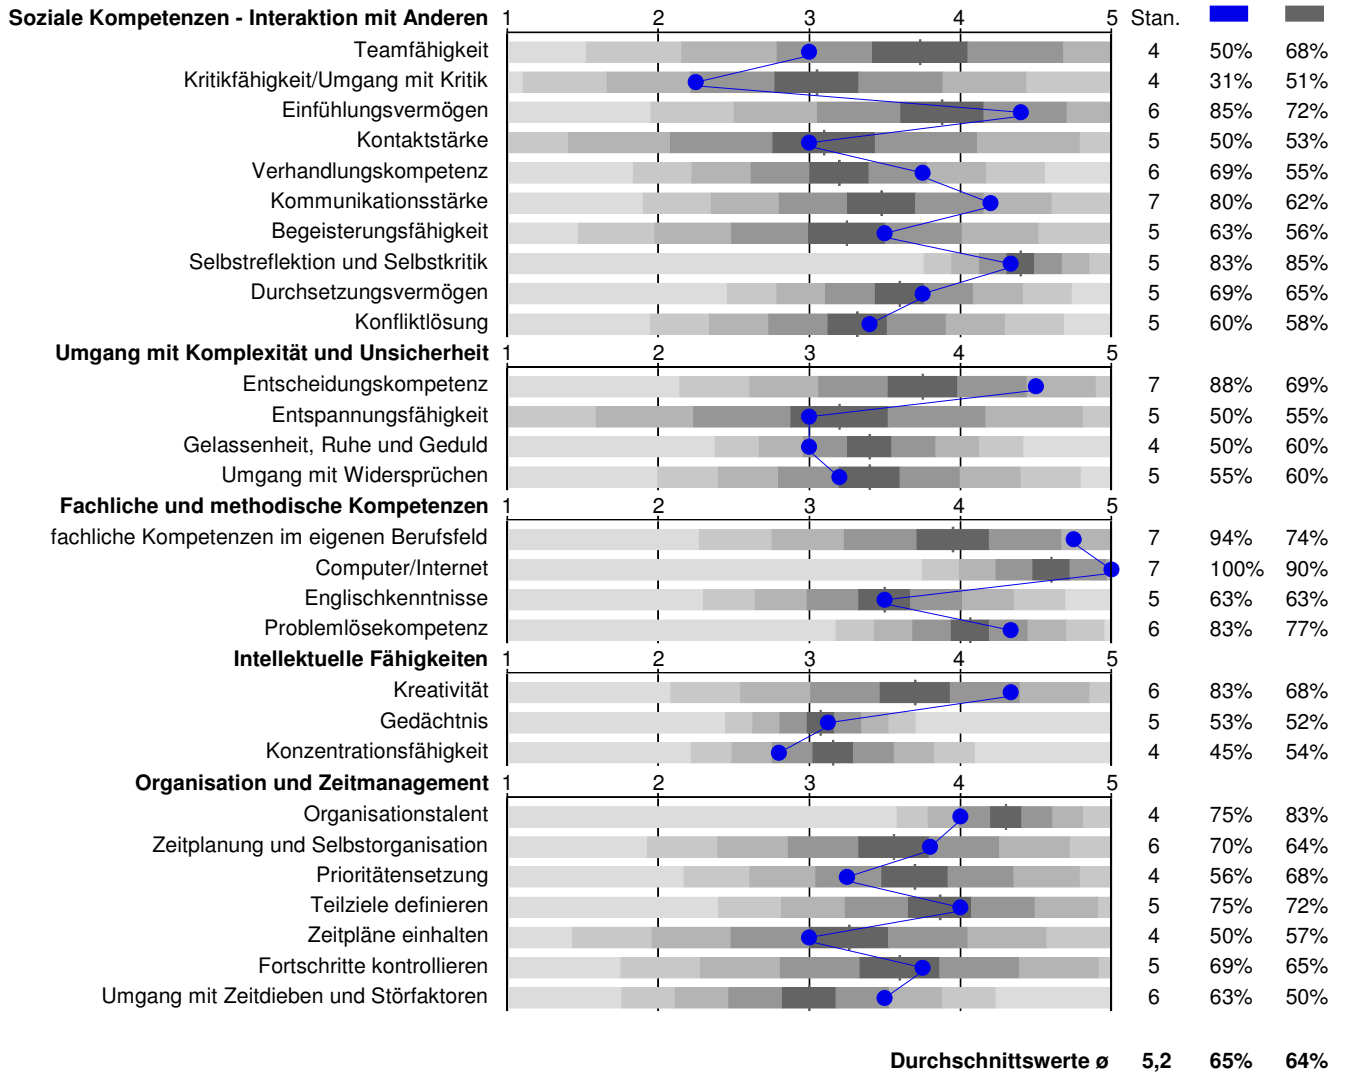 Soziale Kompetenzen - Interaktion mit Anderen 1 2 3 4 5 Stan.
Teamfähigkeit 4 50% 68%
Kritikfähigkeit/Umgang mit Kritik 4 31% 51%
Einfühlungsvermögen 6 85% 72%
Kontaktstärke 5 50% 53%
Verhandlungskompetenz 6 69% 55%
Kommunikationsstärke 7 80% 62%
Begeisterungsfähigkeit 5 63% 56%
Selbstreflektion und Selbstkritik 5 83% 85%
Durchsetzungsvermögen 5 69% 65%
Konfliktlösung 5 60% 58%
Umgang mit Komplexität und Unsicherheit 1 2 3 4 5
Entscheidungskompetenz 7 88% 69%
Entspannungsfähigkeit 5 50% 55%
Gelassenheit, Ruhe und Geduld 4 50% 60%
Umgang mit Widersprüchen 5 55% 60%
Fachliche und methodische Kompetenzen 1 2 3 4 5
fachliche Kompetenzen im eigenen Berufsfeld 7 94% 74%
Computer/Internet 7 100% 90%
Englischkenntnisse 5 63% 63%
Problemlösekompetenz 6 83% 77%
Intellektuelle Fähigkeiten 1 2 3 4 5
Kreativität 6 83% 68%
Gedächtnis 5 53% 52%
Konzentrationsfähigkeit 4 45% 54%
Organisation und Zeitmanagement 1 2 3 4 5
Organisationstalent 4 75% 83%
Zeitplanung und Selbstorganisation 6 70% 64%
Prioritätensetzung 4 56% 68%
Teilziele definieren 5 75% 72%
Zeitpläne einhalten 4 50% 57%
Fortschritte kontrollieren 5 69% 65%
Umgang mit Zeitdieben und Störfaktoren 6 63% 50%
Durchschnittswerte ø 5,2 65% 64%